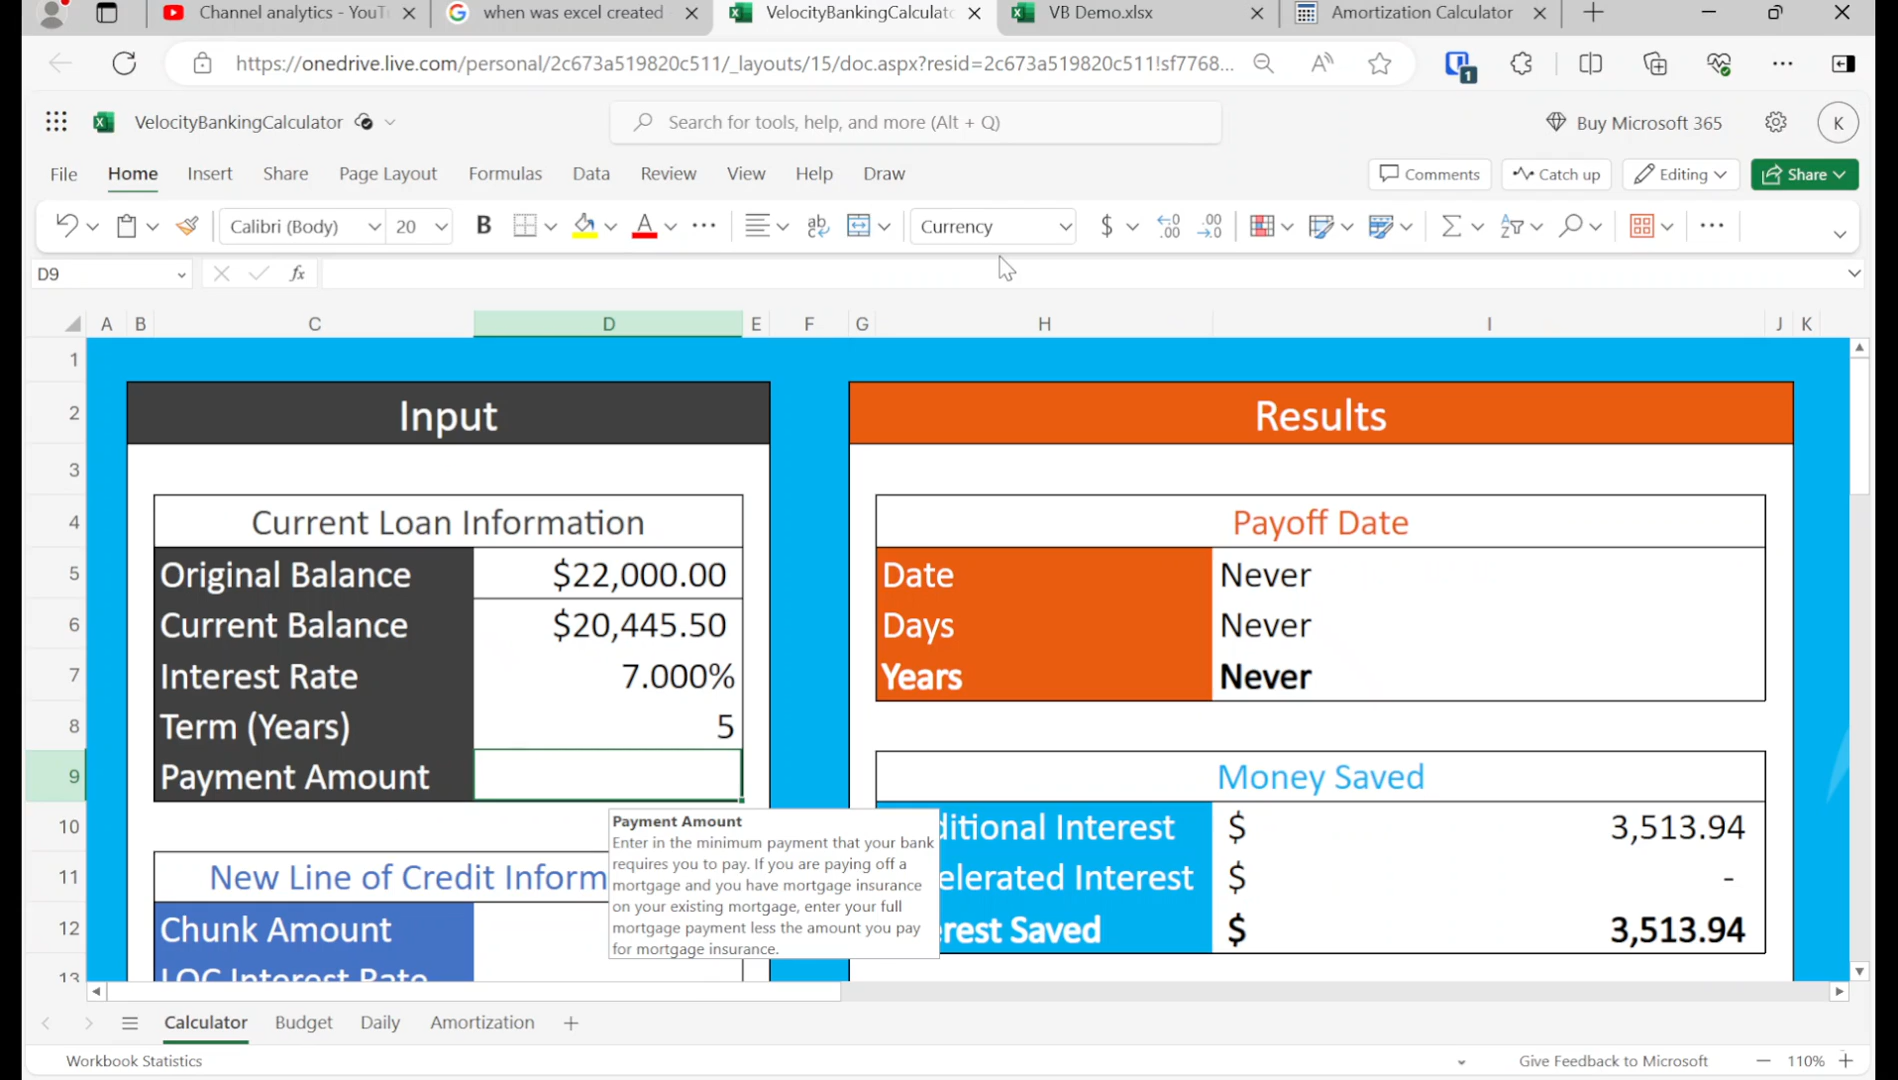 Channel analytics - YouT
when was excel created
VelocityBankingCalculato
VB Demo.xlsx
Amortization Calculator
https://onedrive.live.com/personal/2c673a519820c511/_layouts/15/doc.aspx?resid=2c673a519820c511!sf7768...
1
VelocityBankingCalculator
Search for tools, help, and more (Alt + Q)
Buy Microsoft 365
K
File Home Insert Share Page Layout Formulas Data Review View Help Draw
Comments
Catch up
Editing
Share
Calibri (Body) 20 B A ab Currency $ .00 .00
D9
fx
A B C D E F G H I J K
1
2 Input Results
3
4 Current Loan Information Payoff Date
5 Original Balance $22,000.00 Date Never
6 Current Balance $20,445.50 Days Never
7 Interest Rate 7.000% Years Never
8 Term (Years) 5
9 Payment Amount Money Saved
Payment Amount
Enter in the minimum payment that your bank
requires you to pay. If you are paying off a
mortgage and you have mortgage insurance
on your existing mortgage, enter your full
mortgage payment less the amount you pay
for mortgage insurance.
10 ditional Interest $ 3,513.94
11 New Line of Credit Inform elerated Interest $ -
12 Chunk Amount rest Saved $ 3,513.94
13 LOC Interest Rate
Calculator Budget Daily Amortization
Workbook Statistics
Give Feedback to Microsoft
110%